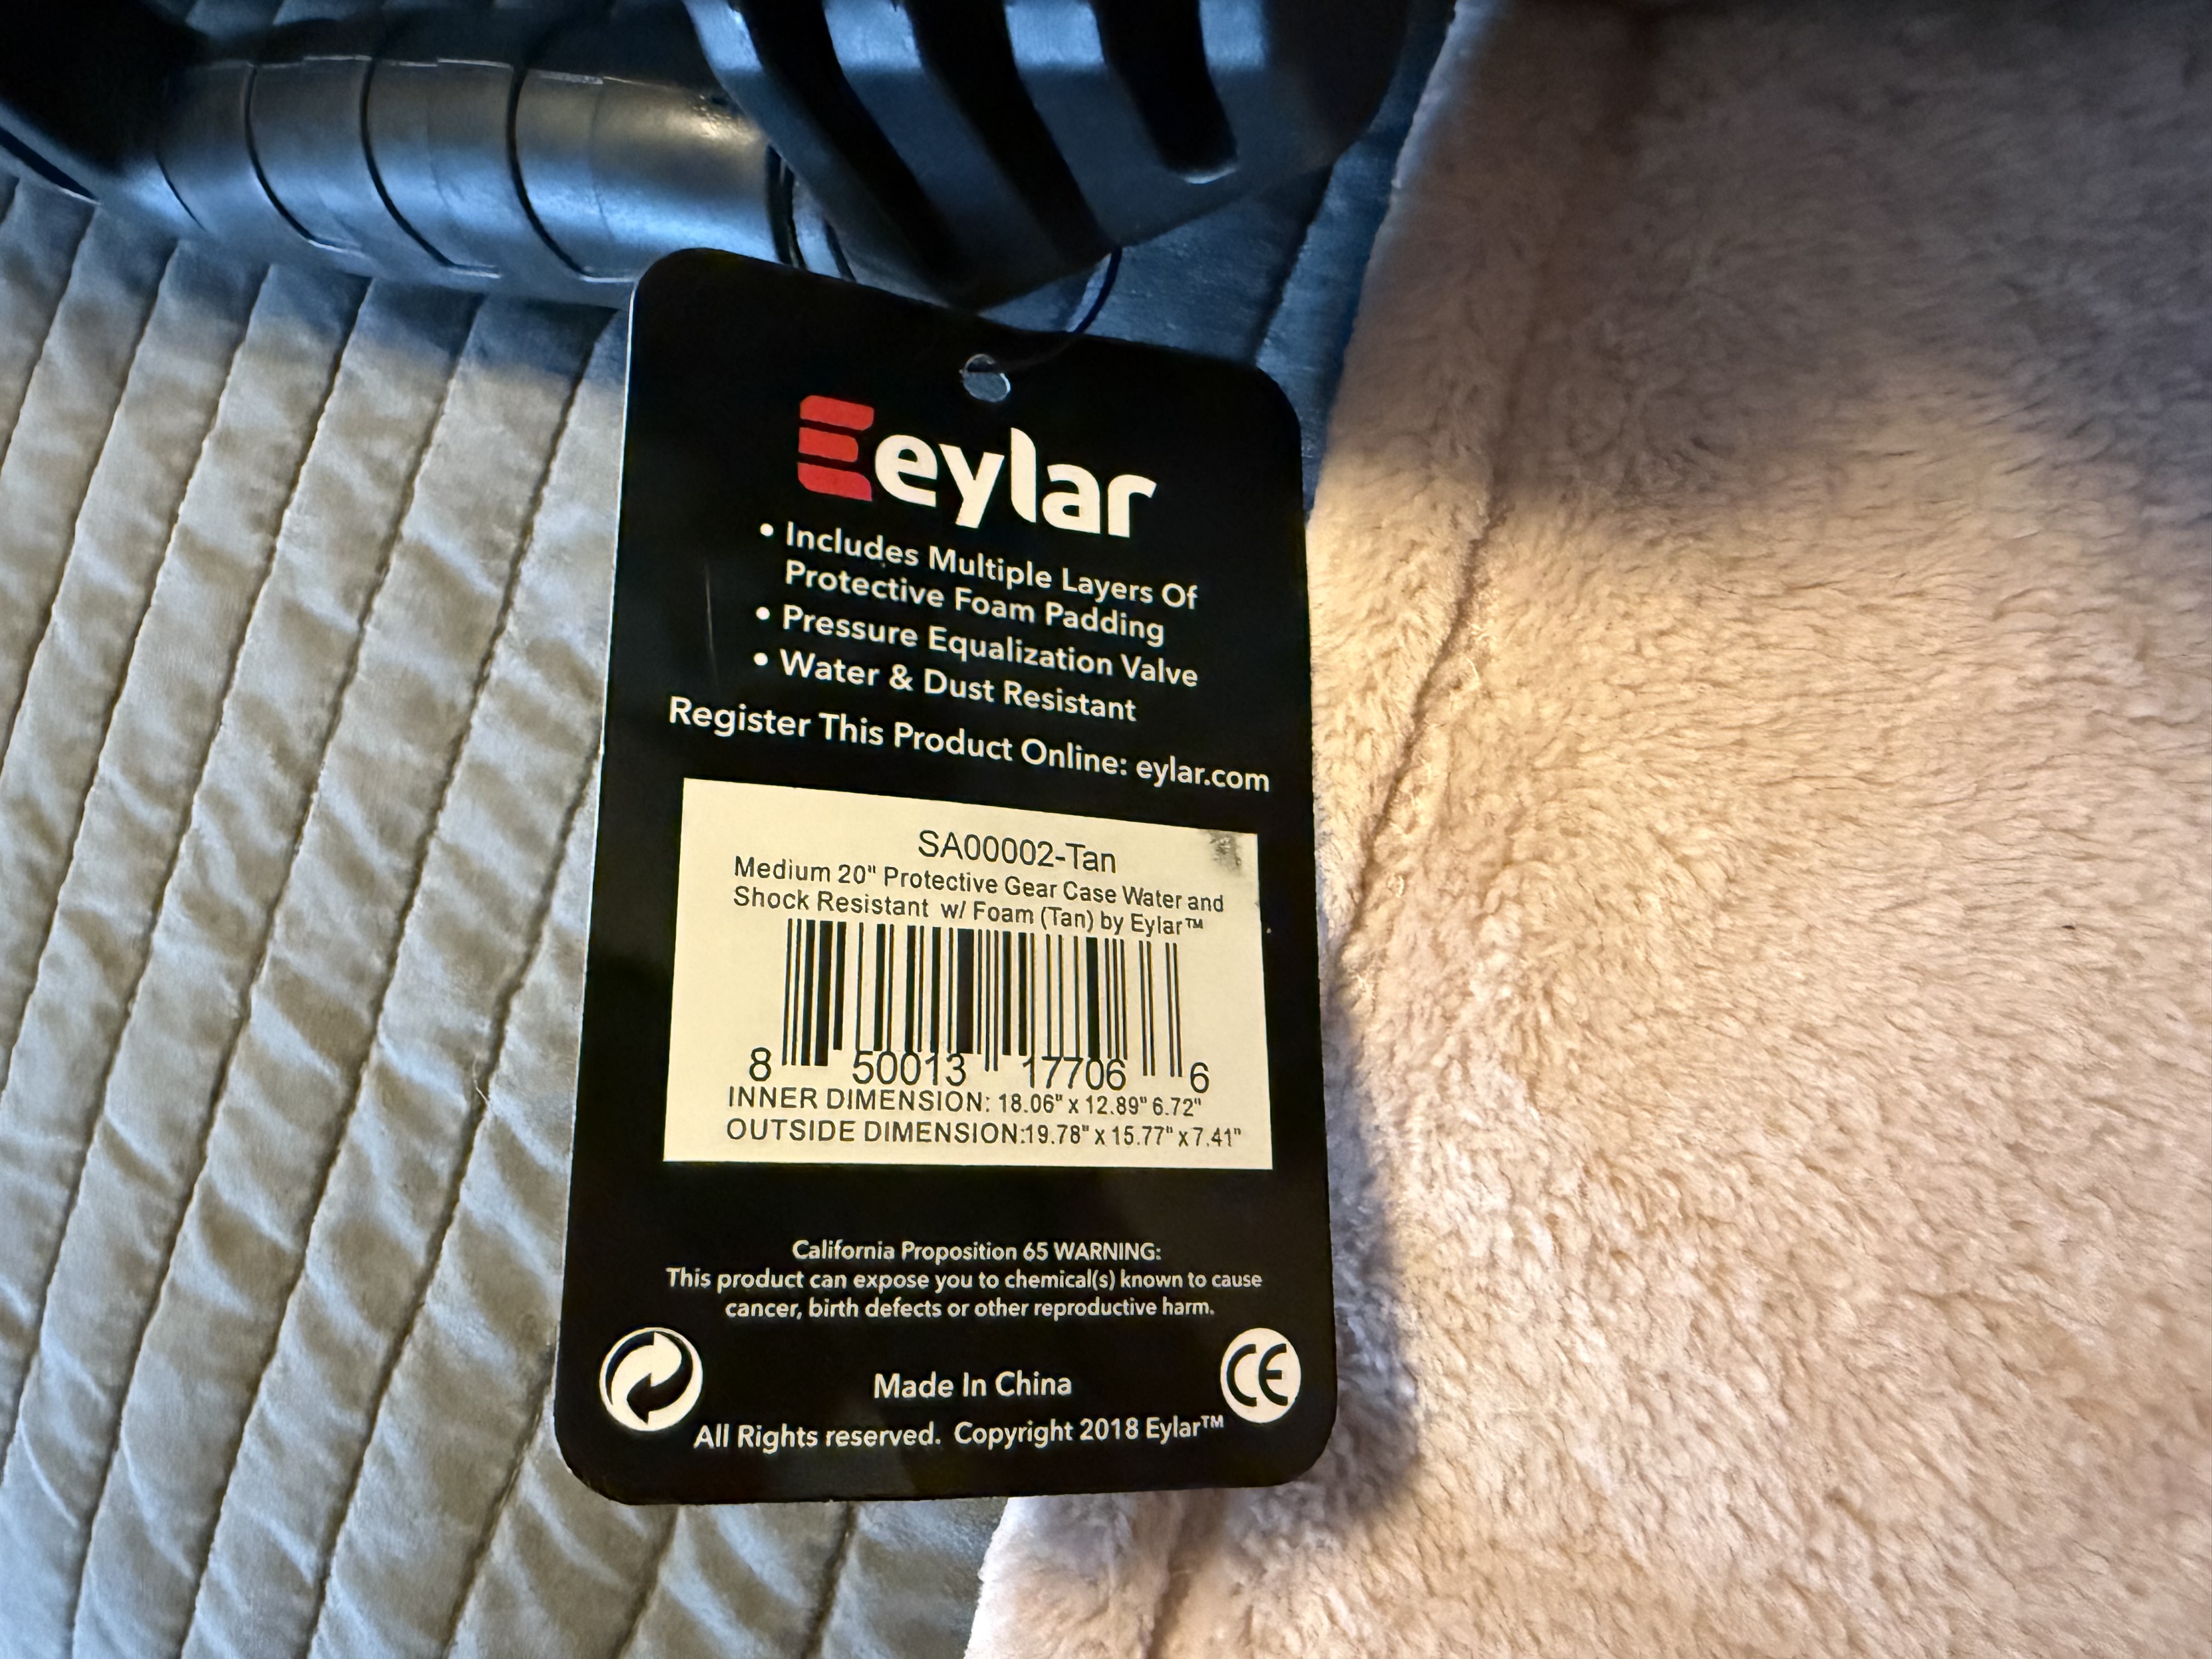 Eeylar
• Includes Multiple Layers Of
Protective Foam Padding
• Pressure Equalization Valve
• Water & Dust Resistant
Register This Product Online: eylar.com
SA00002-Tan
Medium 20" Protective Gear Case Water and
Shock Resistant w/ Foam (Tan) by Eylar™
8 50013 17706 6
INNER DIMENSION: 18.06" x 12.89" 6.72"
OUTSIDE DIMENSION:19.78" x 15.77" x 7.41"
California Proposition 65 WARNING:
This product can expose you to chemical(s) known to cause
cancer, birth defects or other reproductive harm.
CE
Made In China
All Rights reserved. Copyright 2018 Eylar™